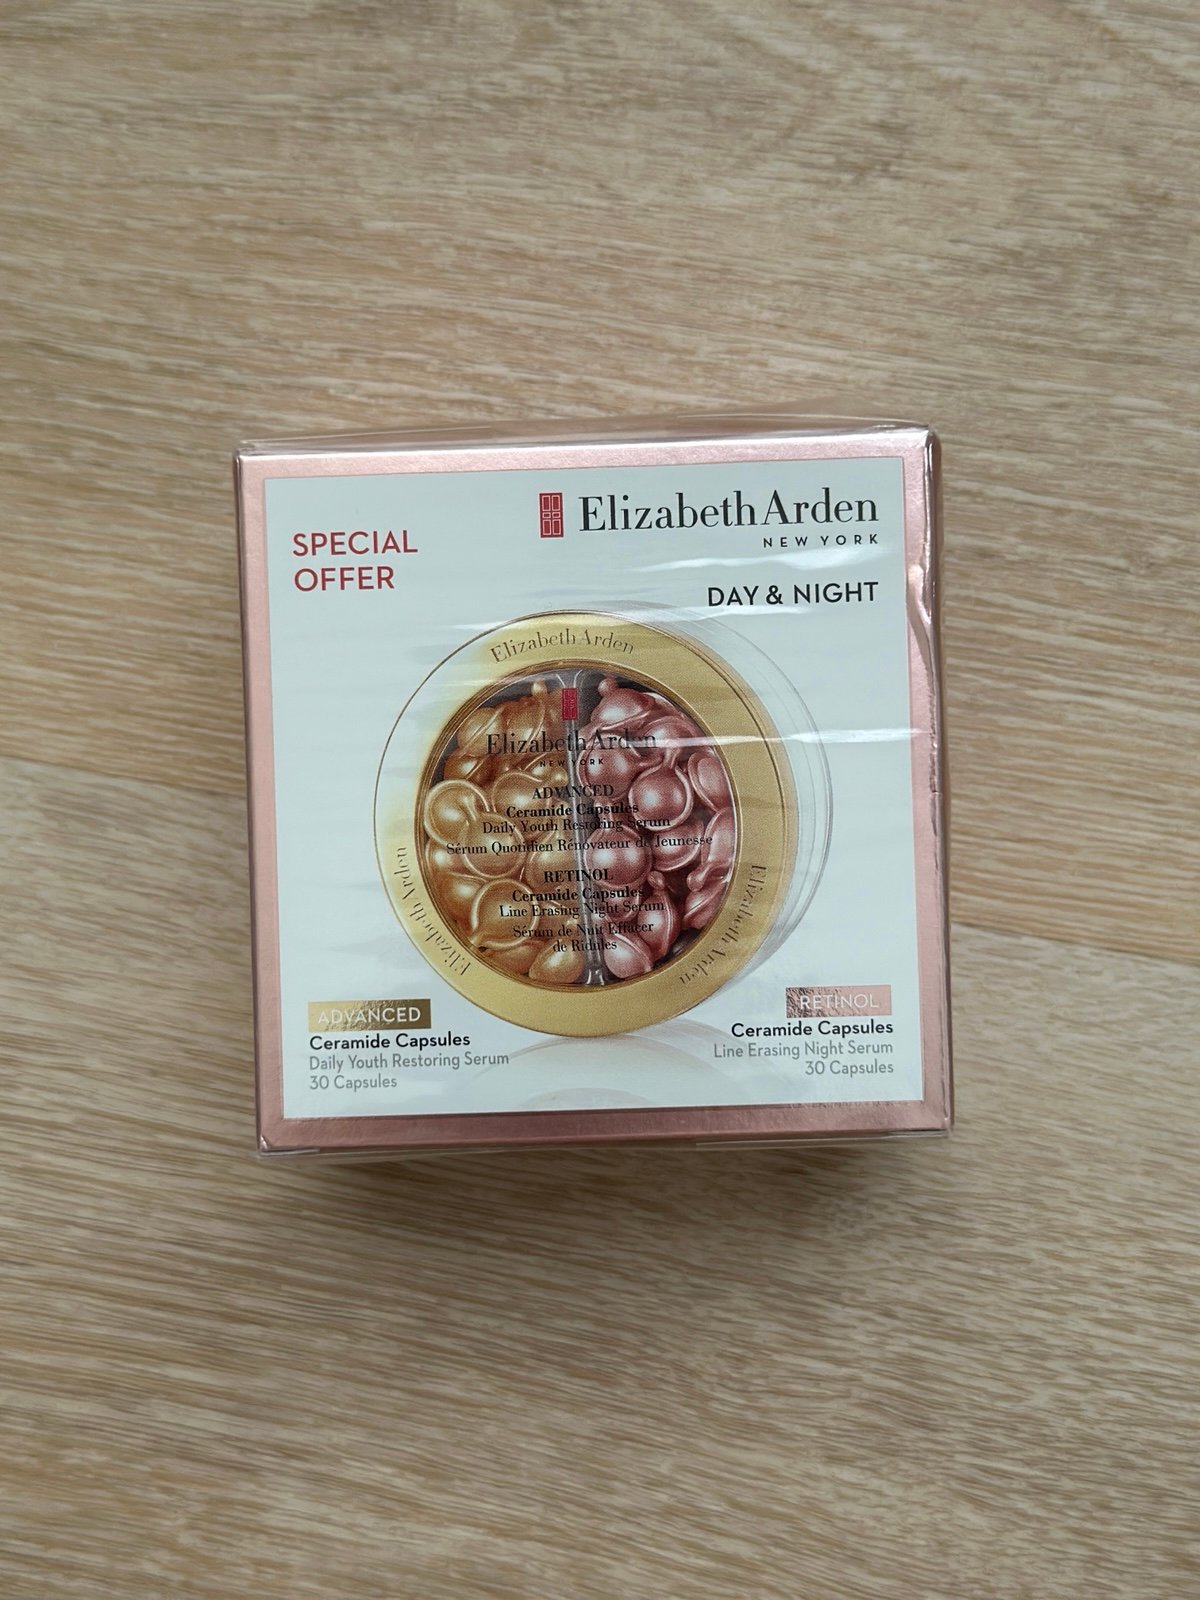 SPECIAL
OFFER
Elizabeth Arden
NEW YORK
DAY & NIGHT
Elizabeth Arden
Elizabeth Arden
NEW YORK
ADVANCED
Ceramide Capsules
Daily Youth Restoring Serum
Sérum Quotidien Rénovateur de Jeunesse
RETINOL
Ceramide Capsules
Line Erasing Night Serum
Sérum de Nuit Effacer
de Ridules
Elizabeth Arden
Elizabeth Arden
ADVANCED
Ceramide Capsules
Daily Youth Restoring Serum
30 Capsules
RETINOL
Ceramide Capsules
Line Erasing Night Serum
30 Capsules